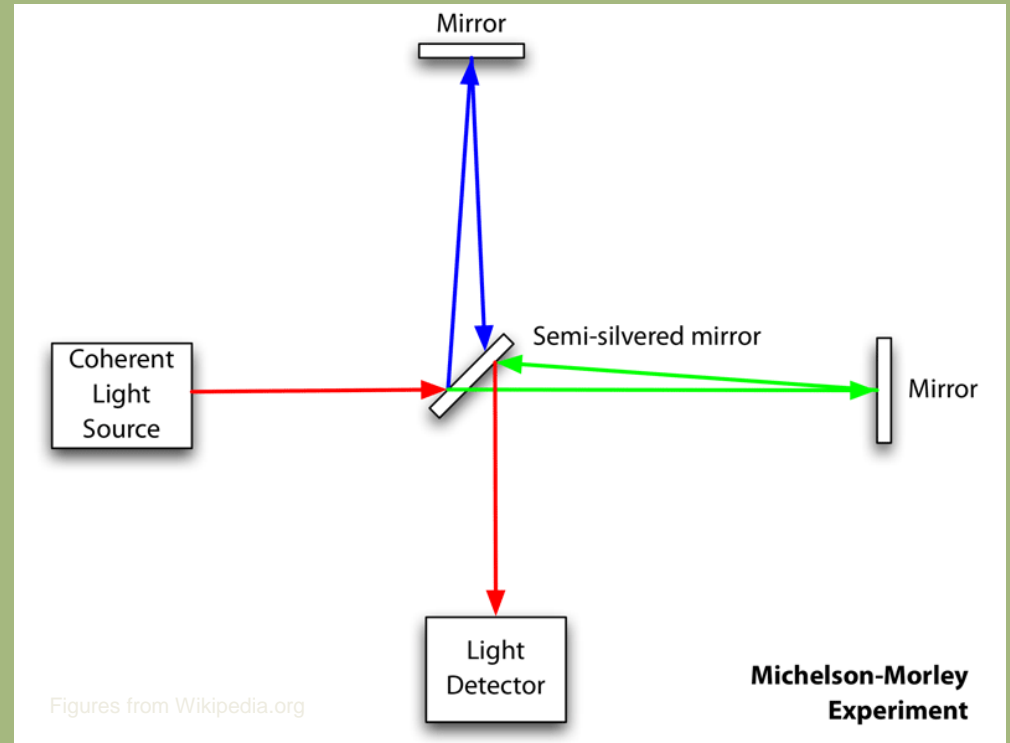 Mirror
Semi-silvered mirror
Coherent
Light
Source
Mirror
Light
Detector
Michelson-Morley
Experiment
Figures from Wikipedia.org